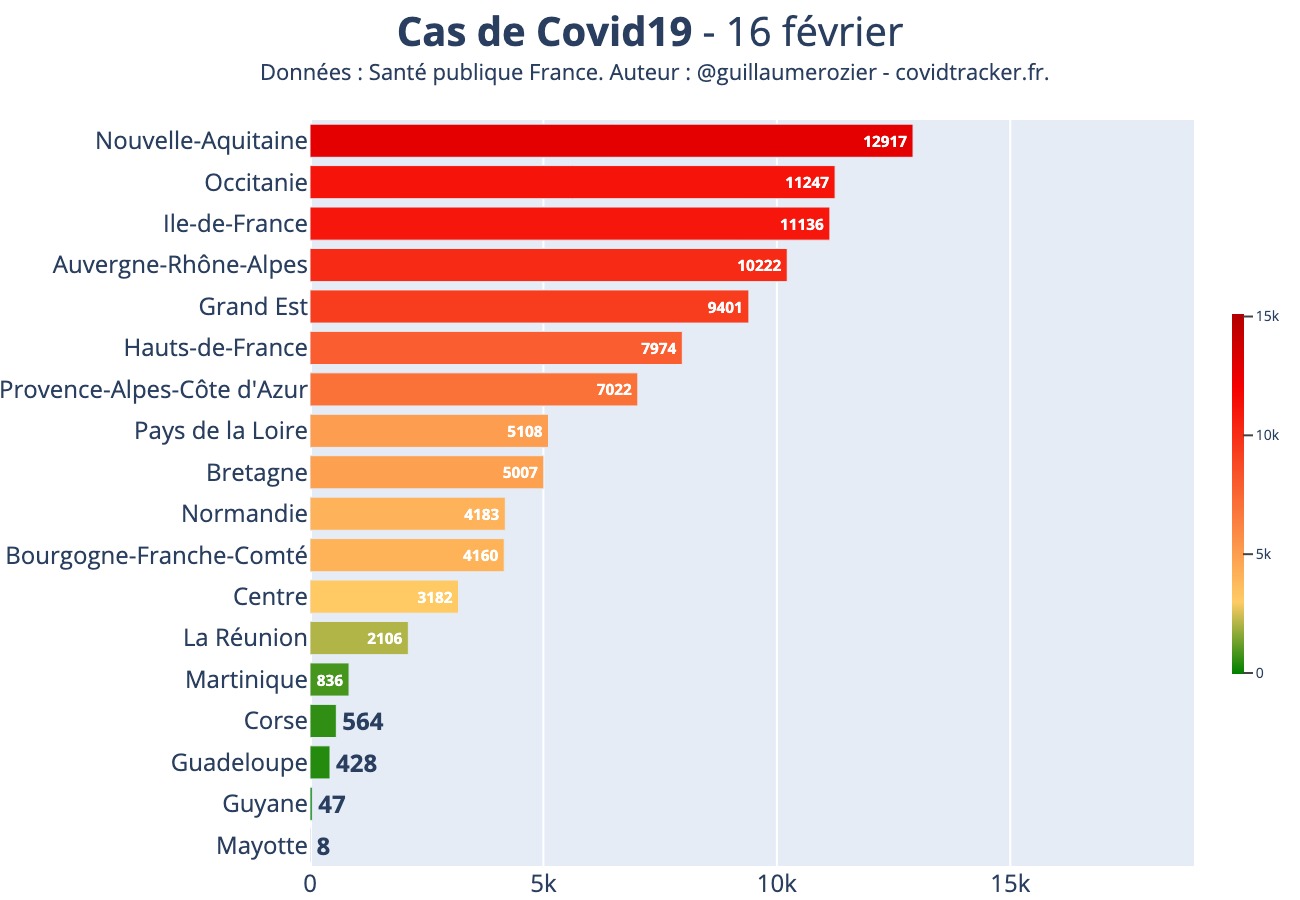 Cas de Covid19 - 16 février
Données : Santé publique France. Auteur : @guillaumerozier - covidtracker.fr.
Nouvelle-Aquitaine 12917
Occitanie 11247
Ile-de-France 11136
Auvergne-Rhône-Alpes 10222
Grand Est 9401
Hauts-de-France 7974
Provence-Alpes-Côte d'Azur 7022
Pays de la Loire 5108
Bretagne 5007
Normandie 4183
Bourgogne-Franche-Comté 4160
Centre 3182
La Réunion 2106
Martinique 836
Corse 564
Guadeloupe 428
Guyane 47
Mayotte 8
0 5k 10k 15k
15k
10k
5k
0